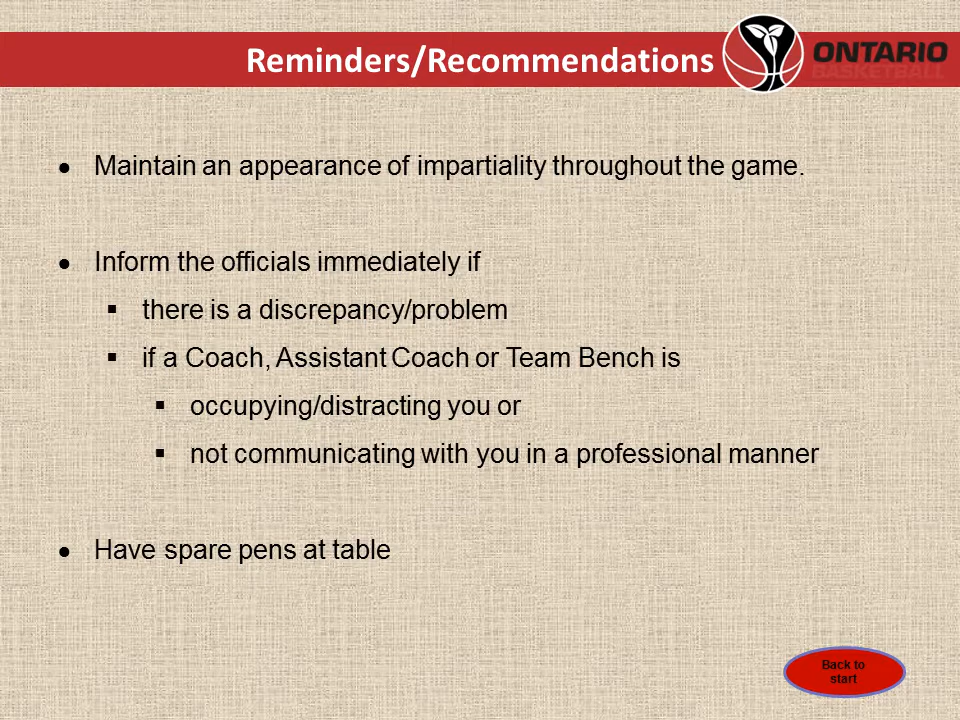 Reminders/Recommendations
ONTARIO
BASKETBALL
● Maintain an appearance of impartiality throughout the game.
● Inform the officials immediately if
▪ there is a discrepancy/problem
▪ if a Coach, Assistant Coach or Team Bench is
▪ occupying/distracting you or
▪ not communicating with you in a professional manner
● Have spare pens at table
Back to
start